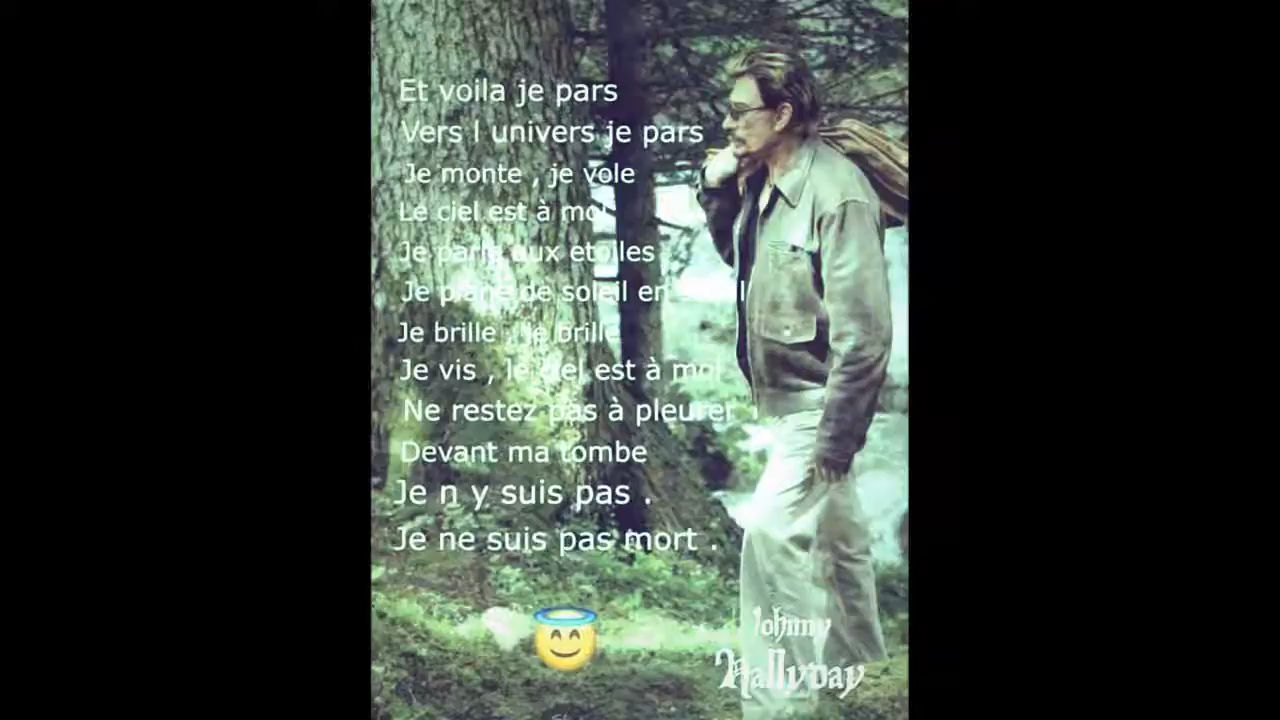 Et voila je pars
Vers l univers je pars
Je monte , je vole
Le ciel est à moi
Je parle aux etoiles
Je plane de soleil en soleil
Je brille , je brille
Je vis , le ciel est à moi
Ne restez pas à pleurer
Devant ma tombe
Je n y suis pas .
Je ne suis pas mort .
Johnny
Hallyday